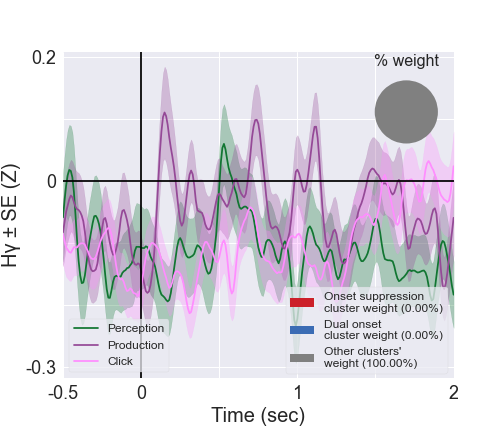 % weight
0.2
0
-0.3
Hγ ± SE (Z)
Perception
Production
Click
Onset suppression
cluster weight (0.00%)
Dual onset
cluster weight (0.00%)
Other clusters'
weight (100.00%)
-0.5
0
1
2
Time (sec)